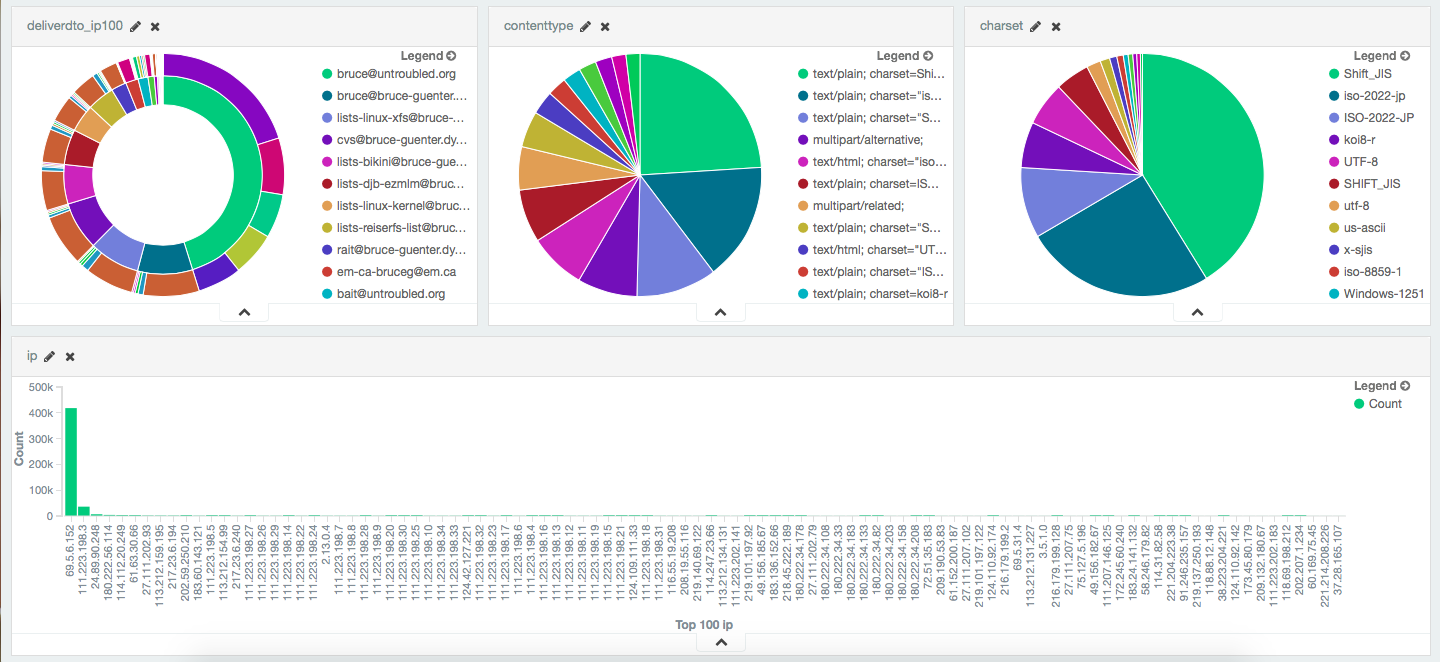 deliverdto_ip100
Legend
bruce@untroubled.org
bruce@bruce-guenter....
lists-linux-xfs@bruce-...
cvs@bruce-guenter.dy...
lists-bikini@bruce-gue...
lists-djb-ezmlm@bruc...
lists-linux-kernel@bruc...
lists-reiserfs-list@bruc...
rait@bruce-guenter.dy...
em-ca-bruceg@em.ca
bait@untroubled.org
contenttype
Legend
text/plain; charset=Shi...
text/plain; charset="is...
text/plain; charset="S...
multipart/alternative;
text/html; charset="iso...
text/plain; charset=IS...
multipart/related;
text/plain; charset="S...
text/html; charset="UT...
text/plain; charset="IS...
text/plain; charset=koi8-r
charset
Legend
Shift_JIS
iso-2022-jp
ISO-2022-JP
koi8-r
UTF-8
SHIFT_JIS
utf-8
us-ascii
x-sjis
iso-8859-1
Windows-1251
ip
Legend
Count
500k
400k
300k
200k
100k
0
Count
69.5.6.152
111.223.198.3
24.89.90.248
180.222.56.114
114.112.20.249
61.63.30.66
27.111.202.93
113.212.159.195
217.23.6.194
202.59.250.210
183.60.143.121
111.223.198.5
113.217.154.99
217.23.6.240
111.223.198.27
111.223.198.26
111.223.198.29
111.223.198.14
111.223.198.22
111.223.198.24
2.13.0.4
111.223.198.7
111.223.198.8
111.223.198.28
111.223.198.9
111.223.198.20
111.223.198.30
111.223.198.25
111.223.198.10
111.223.198.34
111.223.198.33
124.42.127.221
111.223.198.32
111.223.198.23
111.223.198.17
111.223.198.6
111.223.198.4
111.223.198.16
111.223.198.13
111.223.198.12
111.223.198.11
111.223.198.19
111.223.198.15
111.223.198.21
124.109.111.33
111.223.198.18
111.223.198.31
116.55.19.208
208.19.55.116
219.140.69.122
114.247.23.66
113.212.134.131
111.223.202.141
219.101.197.92
49.156.185.67
183.136.152.66
218.45.222.189
180.222.34.178
27.111.202.79
180.222.34.108
180.222.34.33
180.222.34.183
180.222.34.133
180.222.34.82
180.222.34.203
180.222.34.158
180.222.34.208
72.51.35.183
209.190.53.83
61.152.200.187
27.111.207.102
219.101.197.122
124.110.92.174
216.179.199.2
69.5.31.4
113.212.131.227
3.5.1.0
216.179.199.128
27.111.207.75
75.127.5.196
49.156.182.67
111.207.146.125
172.245.60.240
183.24.141.132
58.246.179.82
114.31.82.58
221.204.223.38
91.246.235.157
219.137.250.193
118.88.12.148
38.223.204.221
124.110.92.142
173.45.80.179
209.132.180.67
111.223.202.163
118.69.198.212
202.207.1.234
60.169.75.45
221.214.208.226
37.28.165.107
Top 100 ip